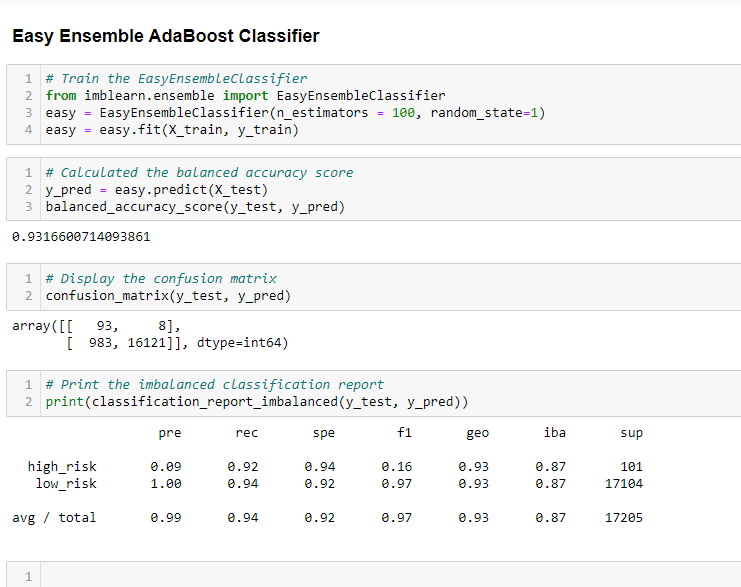 Easy Ensemble AdaBoost Classifier
1 # Train the EasyEnsembleClassifier
2 from imblearn.ensemble import EasyEnsembleClassifier
3 easy = EasyEnsembleClassifier(n_estimators = 100, random_state=1)
4 easy = easy.fit(X_train, y_train)
1 # Calculated the balanced accuracy score
2 y_pred = easy.predict(X_test)
3 balanced_accuracy_score(y_test, y_pred)
0.9316600714093861
1 # Display the confusion matrix
2 confusion_matrix(y_test, y_pred)
array([[   93,     8],
       [  983, 16121]], dtype=int64)
1 # Print the imbalanced classification report
2 print(classification_report_imbalanced(y_test, y_pred))
pre rec spe f1 geo iba sup
high_risk 0.09 0.92 0.94 0.16 0.93 0.87 101
low_risk 1.00 0.94 0.92 0.97 0.93 0.87 17104
avg / total 0.99 0.94 0.92 0.97 0.93 0.87 17205
1